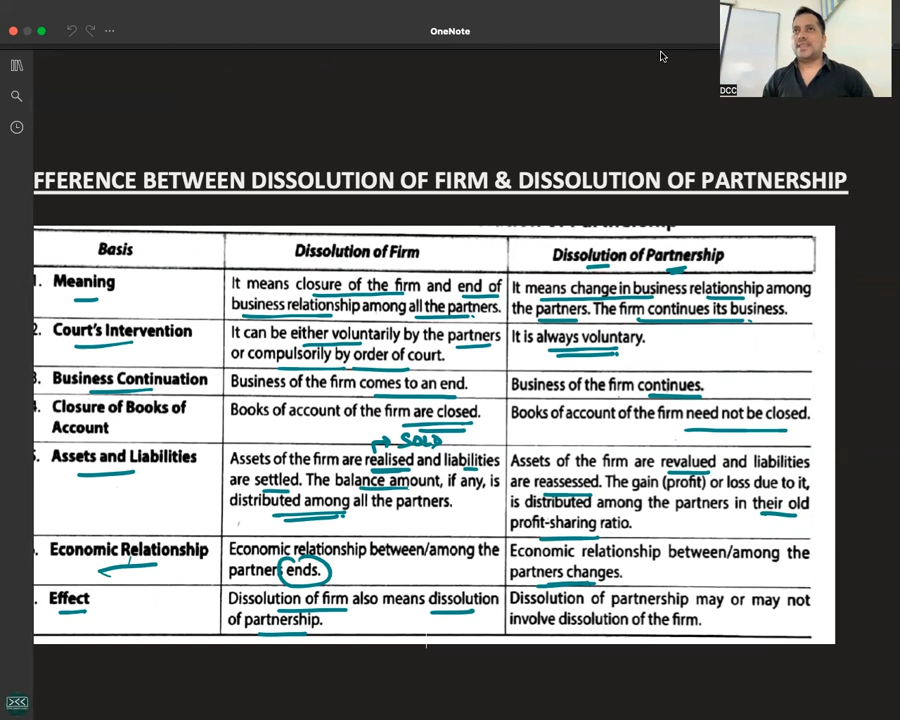 OneNote
DCC
FFERENCE BETWEEN DISSOLUTION OF FIRM & DISSOLUTION OF PARTNERSHIP
Basis
Dissolution of Firm
Dissolution of Partnership
1. Meaning
It means closure of the firm and end of
business relationship among all the partners.
It means change in business relationship among
the partners. The firm continues its business.
2. Court's Intervention
It can be either voluntarily by the partners
or compulsorily by order of court.
It is always voluntary.
3. Business Continuation
Business of the firm comes to an end.
Business of the firm continues.
Closure of Books of
Account
Books of account of the firm are closed.
Books of account of the firm need not be closed.
SOLD
5. Assets and Liabilities
Assets of the firm are realised and liabilities
are settled. The balance amount, if any, is
distributed among all the partners.
Assets of the firm are revalued and liabilities
are reassessed. The gain (profit) or loss due to it,
is distributed among the partners in their old
profit-sharing ratio.
Economic Relationship
Economic relationship between/among the
partners ends.
Economic relationship between/among the
partners changes.
. Effect
Dissolution of firm also means dissolution
of partnership.
Dissolution of partnership may or may not
involve dissolution of the firm.